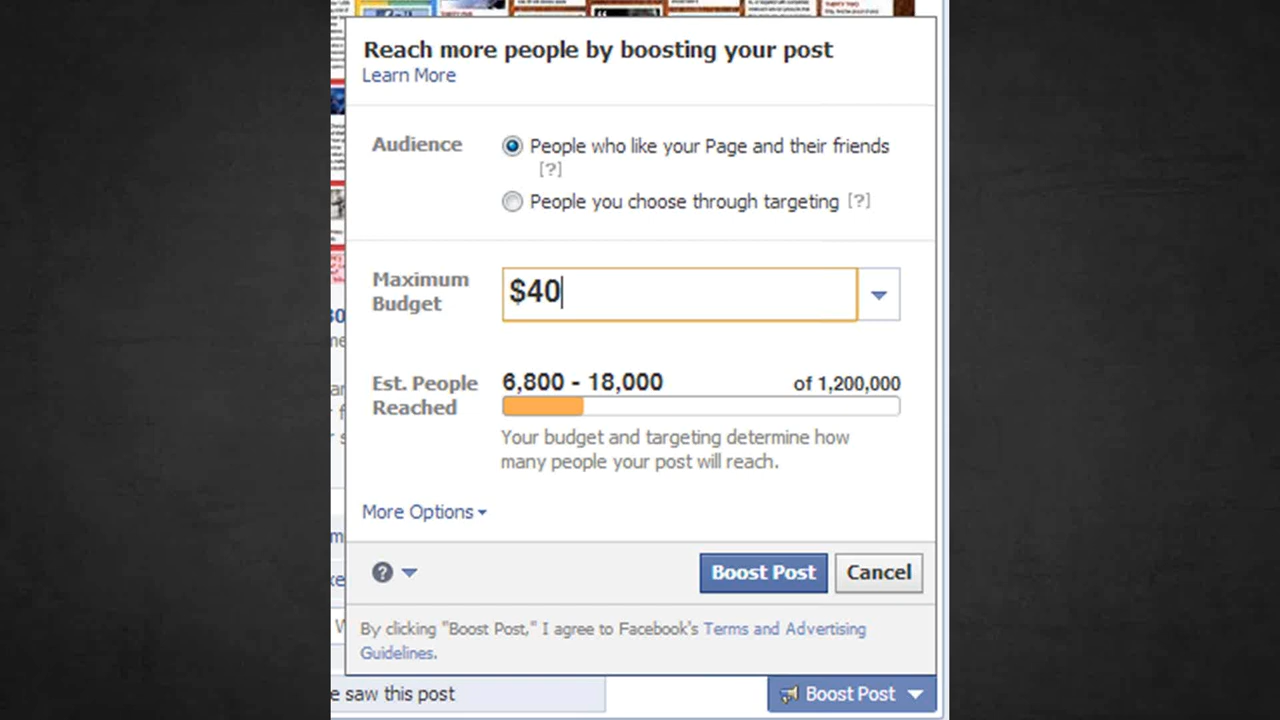 Reach more people by boosting your post
Learn More
Audience
People who like your Page and their friends
[?]
People you choose through targeting [?]
Maximum
Budget
$40
Est. People
Reached
6,800 - 18,000
of 1,200,000
Your budget and targeting determine how
many people your post will reach.
More Options
?
Boost Post
Cancel
By clicking "Boost Post," I agree to Facebook's Terms and Advertising
Guidelines.
e saw this post
Boost Post